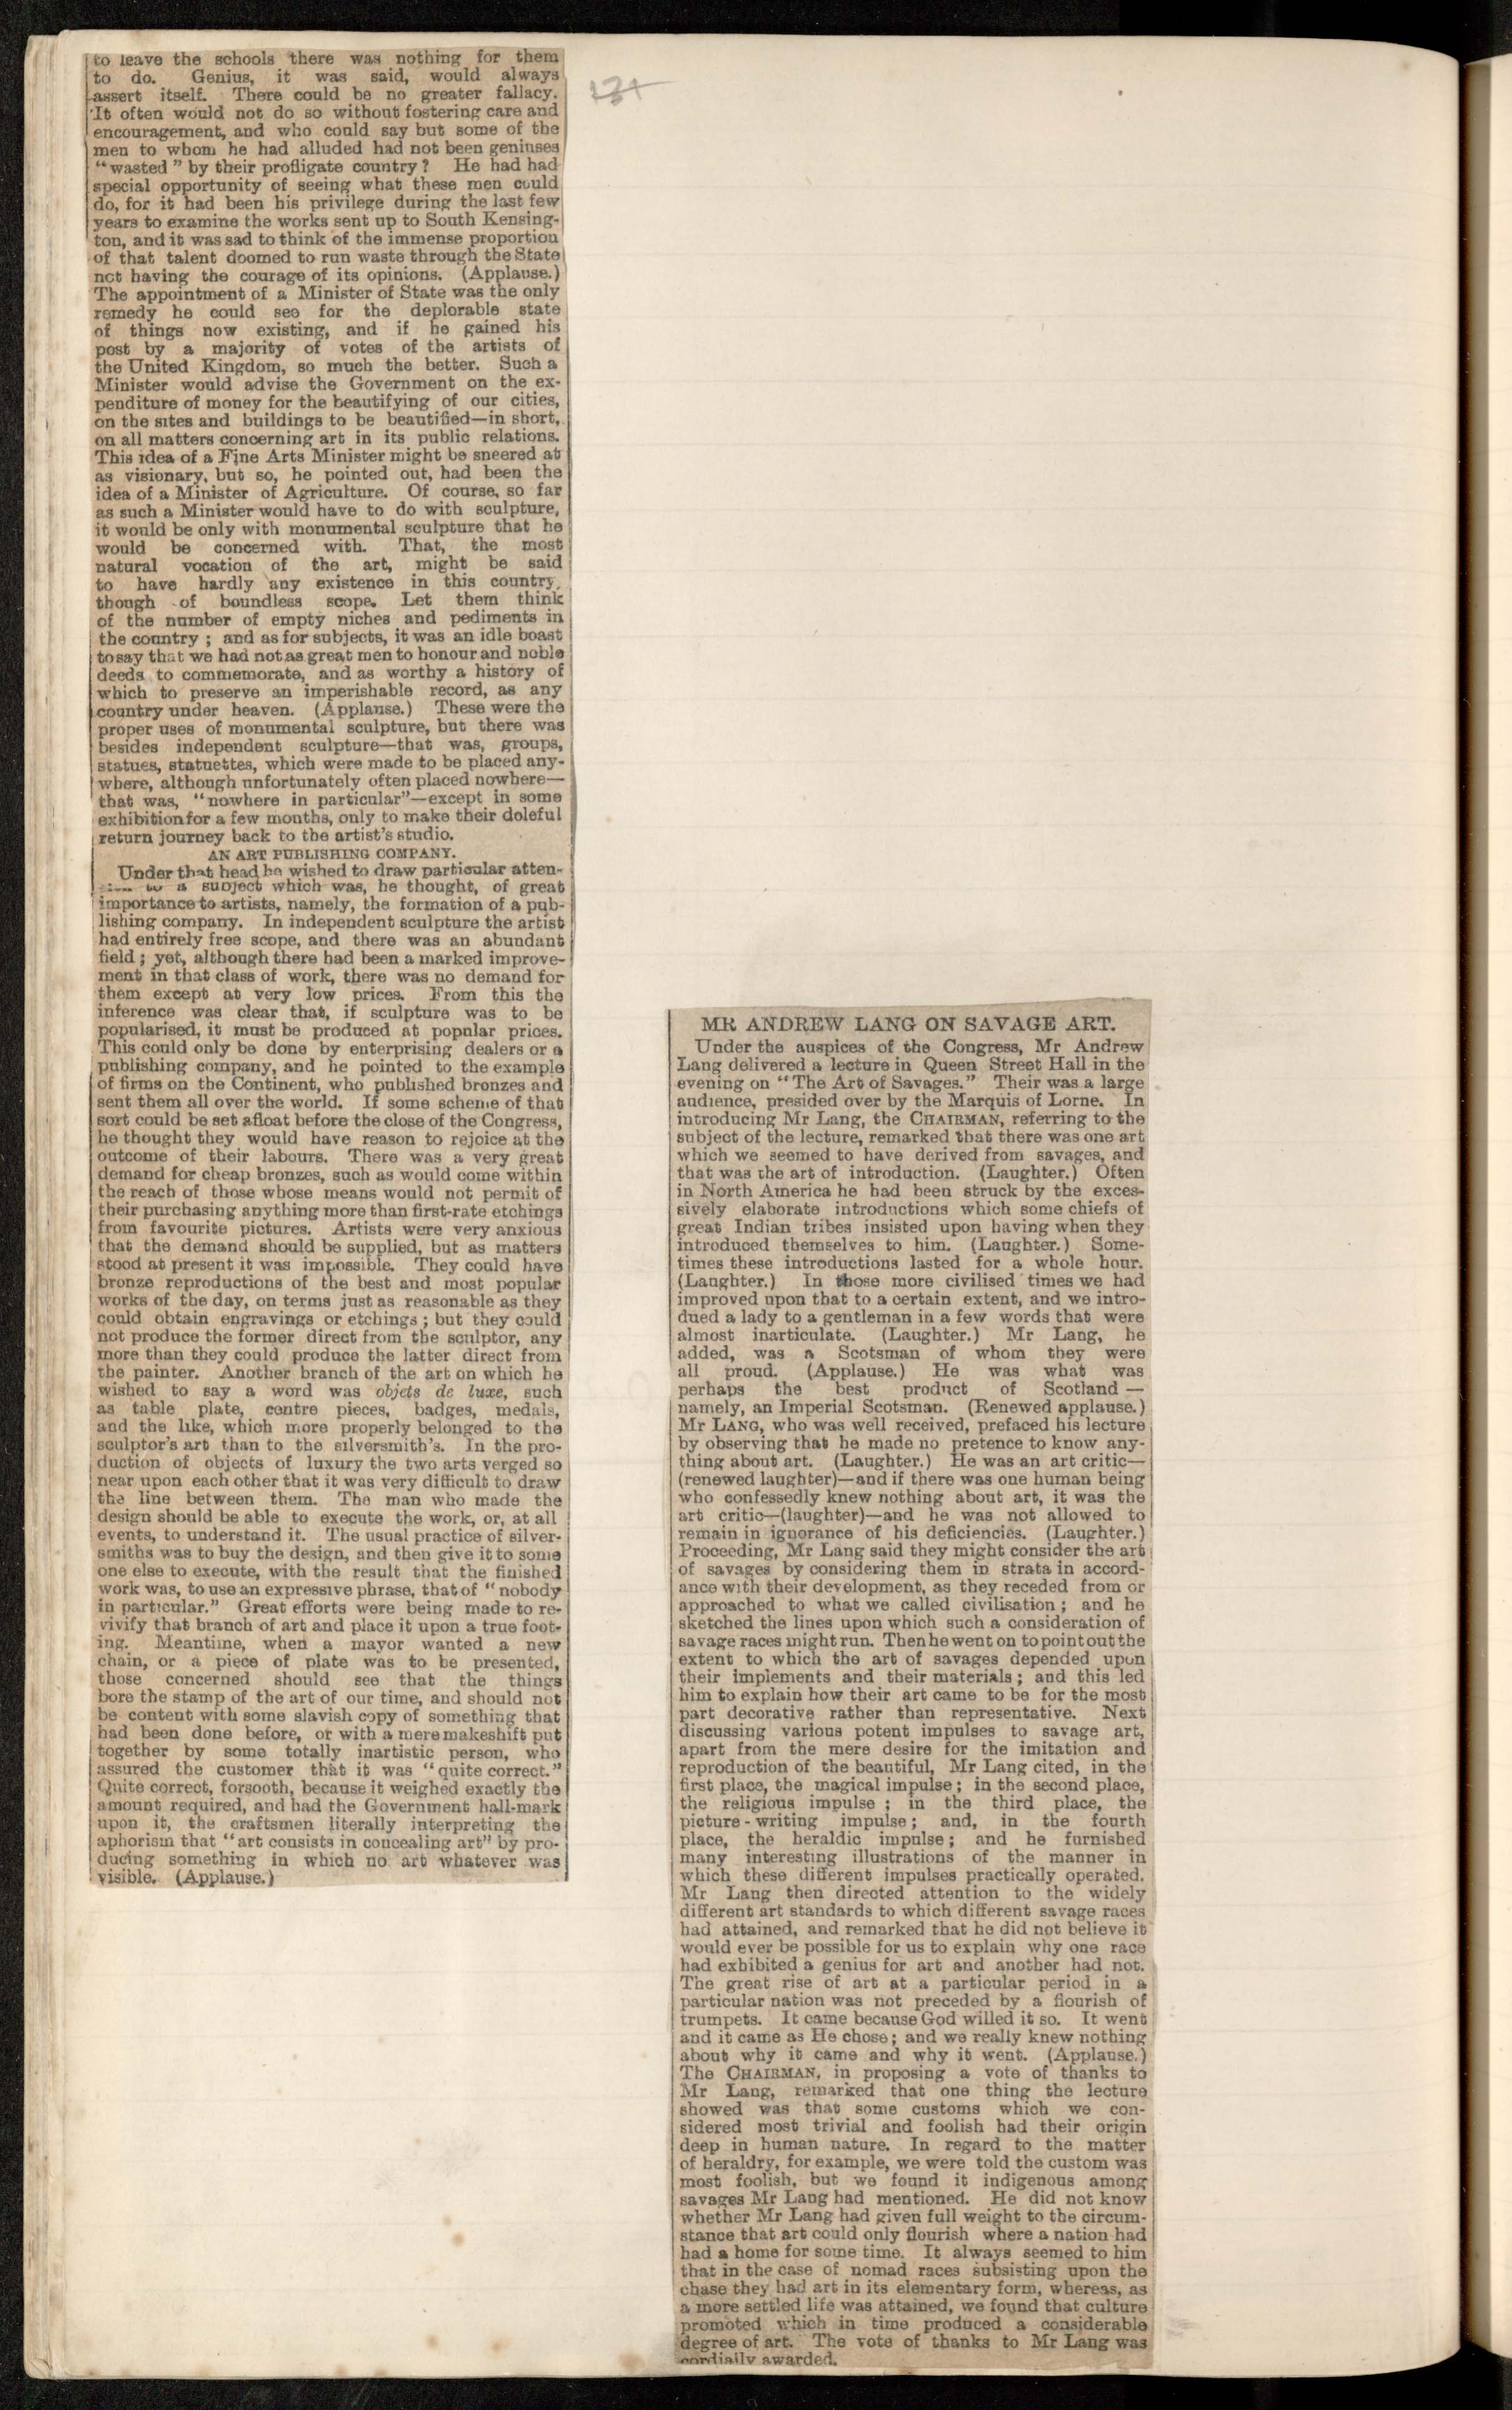 to leave the schools there was nothing for them
to do. Genius, it was said, would always
assert itself. There could be no greater fallacy.
It often would not do so without fostering care and
encouragement, and who could say but some of the
men to whom he had alluded had not been geniuses
“wasted” by their profligate country? He had had
special opportunity of seeing what these men could
do, for it had been his privilege during the last few
years to examine the works sent up to South Kensing-
ton, and it was sad to think of the immense proportion
of that talent doomed to run waste through the State
not having the courage of its opinions. (Applause.)
The appointment of a Minister of State was the only
remedy he could see for the deplorable state
of things now existing, and if he gained his
post by a majority of votes of the artists of
the United Kingdom, so much the better. Such a
Minister would advise the Government on the ex-
penditure of money for the beautifying of our cities,
on the sites and buildings to be beautified—in short,
on all matters concerning art in its public relations.
This idea of a Fine Arts Minister might be sneered at
as visionary, but so, he pointed out, had been the
idea of a Minister of Agriculture. Of course, so far
as such a Minister would have to do with sculpture,
it would be only with monumental sculpture that he
would be concerned with. That, the most
natural vocation of the art, might be said
to have hardly any existence in this country,
though of boundless scope. Let them think
of the number of empty niches and pediments in
the country; and as for subjects, it was an idle boast
to say that we had not as great men to honour and noble
deeds to commemorate, and as worthy a history of
which to preserve an imperishable record, as any
country under heaven. (Applause.) These were the
proper uses of monumental sculpture, but there was
besides independent sculpture—that was, groups,
statues, statuettes, which were made to be placed any-
where, although unfortunately often placed nowhere—
that was, “nowhere in particular”—except in some
exhibition for a few months, only to make their doleful
return journey back to the artist's studio.
AN ART PUBLISHING COMPANY.
Under that head he wished to draw particular atten-
to a subject which was, he thought, of great
importance to artists, namely, the formation of a pub-
lishing company. In independent sculpture the artist
had entirely free scope, and there was an abundant
field; yet, although there had been a marked improve-
ment in that class of work, there was no demand for
them except at very low prices. From this the
inference was clear that, if sculpture was to be
popularised, it must be produced at popular prices.
This could only be done by enterprising dealers or a
publishing company, and he pointed to the example
of firms on the Continent, who published bronzes and
sent them all over the world. If some scheme of that
sort could be set afloat before the close of the Congress,
he thought they would have reason to rejoice at the
outcome of their labours. There was a very great
demand for cheap bronzes, such as would come within
the reach of those whose means would not permit of
their purchasing anything more than first-rate etchings
from favourite pictures. Artists were very anxious
that the demand should be supplied, but as matters
stood at present it was impossible. They could have
bronze reproductions of the best and most popular
works of the day, on terms just as reasonable as they
could obtain engravings or etchings; but they could
not produce the former direct from the sculptor, any
more than they could produce the latter direct from
the painter. Another branch of the art on which he
wished to say a word was objets de luxe, such
as table plate, centre pieces, badges, medals,
and the like, which more properly belonged to the
sculptor's art than to the silversmith's. In the pro-
duction of objects of luxury the two arts verged so
near upon each other that it was very difficult to draw
the line between them. The man who made the
design should be able to execute the work, or, at all
events, to understand it. The usual practice of silver-
smiths was to buy the design, and then give it to some
one else to execute, with the result that the finished
work was, to use an expressive phrase, that of “nobody
in particular.” Great efforts were being made to re-
vivify that branch of art and place it upon a true foot-
ing. Meantime, when a mayor wanted a new
chain, or a piece of plate was to be presented,
those concerned should see that the things
bore the stamp of the art of our time, and should not
be content with some slavish copy of something that
had been done before, or with a mere makeshift put
together by some totally inartistic person, who
assured the customer that it was “quite correct.”
Quite correct, forsooth, because it weighed exactly the
amount required, and had the Government hall-mark
upon it, the craftsmen literally interpreting the
aphorism that “art consists in concealing art” by pro-
ducing something in which no art whatever was
visible. (Applause.)
MR ANDREW LANG ON SAVAGE ART.
Under the auspices of the Congress, Mr Andrew
Lang delivered a lecture in Queen Street Hall in the
evening on “The Art of Savages.” Their was a large
audience, presided over by the Marquis of Lorne. In
introducing Mr Lang, the CHAIRMAN, referring to the
subject of the lecture, remarked that there was one art
which we seemed to have derived from savages, and
that was the art of introduction. (Laughter.) Often
in North America he had been struck by the exces-
sively elaborate introductions which some chiefs of
great Indian tribes insisted upon having when they
introduced themselves to him. (Laughter.) Some-
times these introductions lasted for a whole hour.
(Laughter.) In those more civilised times we had
improved upon that to a certain extent, and we intro-
dued a lady to a gentleman in a few words that were
almost inarticulate. (Laughter.) Mr Lang, he
added, was a Scotsman of whom they were
all proud. (Applause.) He was what was
perhaps the best product of Scotland—
namely, an Imperial Scotsman. (Renewed applause.)
Mr LANG, who was well received, prefaced his lecture
by observing that he made no pretence to know any-
thing about art. (Laughter.) He was an art critic—
(renewed laughter)—and if there was one human being
who confessedly knew nothing about art, it was the
art critic—(laughter)—and he was not allowed to
remain in ignorance of his deficiencies. (Laughter.)
Proceeding, Mr Lang said they might consider the art
of savages by considering them in strata in accord-
ance with their development, as they receded from or
approached to what we called civilisation; and he
sketched the lines upon which such a consideration of
savage races might run. Then he went on to point out the
extent to which the art of savages depended upon
their implements and their materials; and this led
him to explain how their art came to be for the most
part decorative rather than representative. Next
discussing various potent impulses to savage art,
apart from the mere desire for the imitation and
reproduction of the beautiful, Mr Lang cited, in the
first place, the magical impulse; in the second place,
the religious impulse; in the third place, the
picture-writing impulse; and, in the fourth
place, the heraldic impulse; and he furnished
many interesting illustrations of the manner in
which these different impulses practically operated.
Mr Lang then directed attention to the widely
different art standards to which different savage races
had attained, and remarked that he did not believe it
would ever be possible for us to explain why one race
had exhibited a genius for art and another had not.
The great rise of art at a particular period in a
particular nation was not preceded by a flourish of
trumpets. It came because God willed it so. It went
and it came as He chose; and we really knew nothing
about why it came and why it went. (Applause.)
The CHAIRMAN, in proposing a vote of thanks to
Mr Lang, remarked that one thing the lecture
showed was that some customs which we con-
sidered most trivial and foolish had their origin
deep in human nature. In regard to the matter
of heraldry, for example, we were told the custom was
most foolish, but we found it indigenous among
savages Mr Lang had mentioned. He did not know
whether Mr Lang had given full weight to the circum-
stance that art could only flourish where a nation had
had a home for some time. It always seemed to him
that in the case of nomad races subsisting upon the
chase they had art in its elementary form, whereas, as
a more settled life was attained, we found that culture
promoted which in time produced a considerable
degree of art. The vote of thanks to Mr Lang was
cordially awarded.